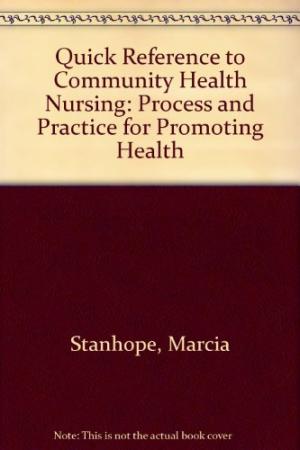 Quick Reference to
Community Health
Nursing: Process and
Practice for Promoting
Health
Stanhope, Marcia
Note: This is not the actual book cover